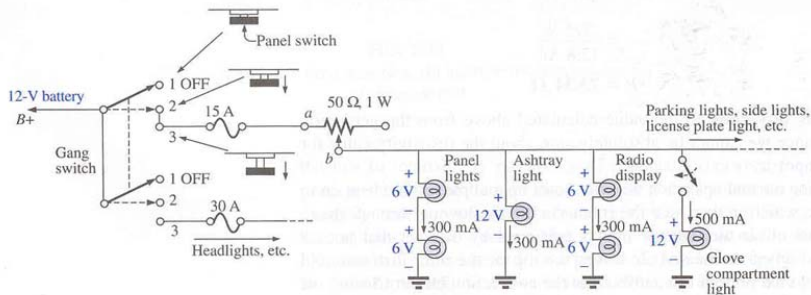 Panel switch
1 OFF
12-V battery
B+
2
15 A
3
a
50 Ω, 1 W
b
Gang
switch
1 OFF
2
3
30 A
Headlights, etc.
Parking lights, side lights,
license plate light, etc.
Panel
lights
+
6 V
–
300 mA
+
6 V
–
Ashtray
light
+
12 V
–
300 mA
Radio
display
+
6 V
–
300 mA
+
6 V
–
500 mA
12 V
Glove
compartment
light